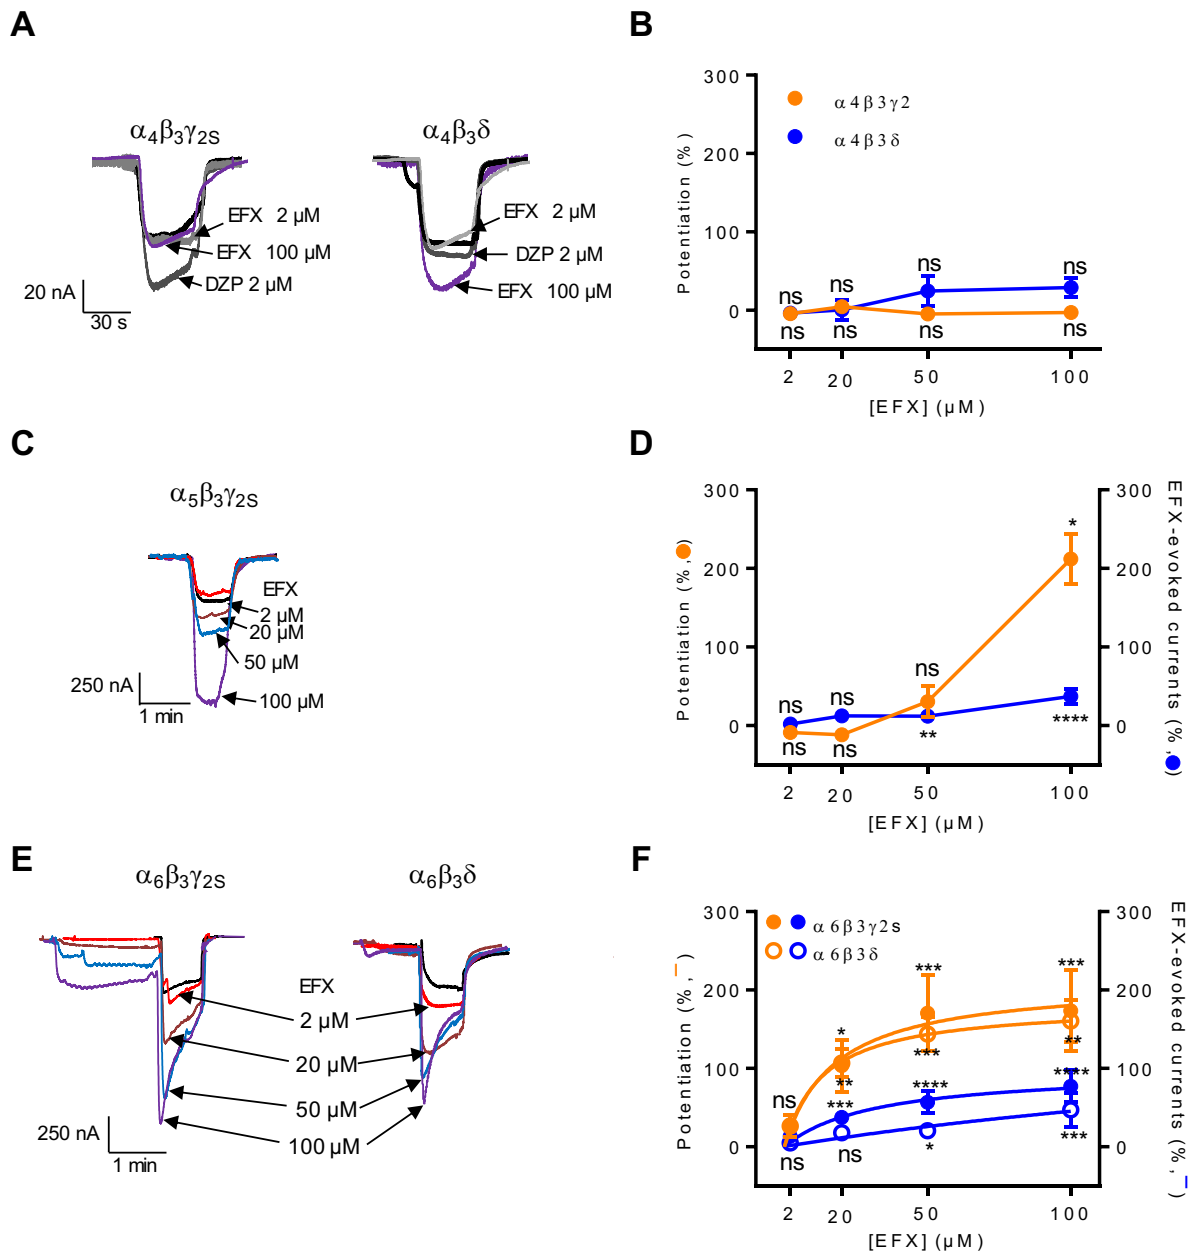 A
α4β3γ2S
α4β3δ
EFX 2 µM
EFX 100 µM
DZP 2 µM
20 nA
30 s
EFX 2 µM
DZP 2 µM
EFX 100 µM
B
300
200
100
0
Potentiation (%)
α4β3γ2
α4β3δ
ns
ns
ns
ns
ns
ns
ns
ns
2
20
50
100
[EFX] (µM)
C
α5β3γ2S
EFX
2 µM
20 µM
50 µM
100 µM
250 nA
1 min
D
300
200
100
0
Potentiation (%, )
300
200
100
0
EFX-evoked currents (%, )
ns
ns
ns
*
ns
ns
**
****
2
20
50
100
[EFX] (µM)
E
α6β3γ2S
α6β3δ
EFX
2 µM
20 µM
50 µM
100 µM
250 nA
1 min
F
300
200
100
0
Potentiation (%, )
300
200
100
0
EFX-evoked currents (%, )
α6β3γ2s
α6β3δ
ns
*
***
***
**
***
**
***
****
****
ns
ns
*
***
2
20
50
100
[EFX] (µM)